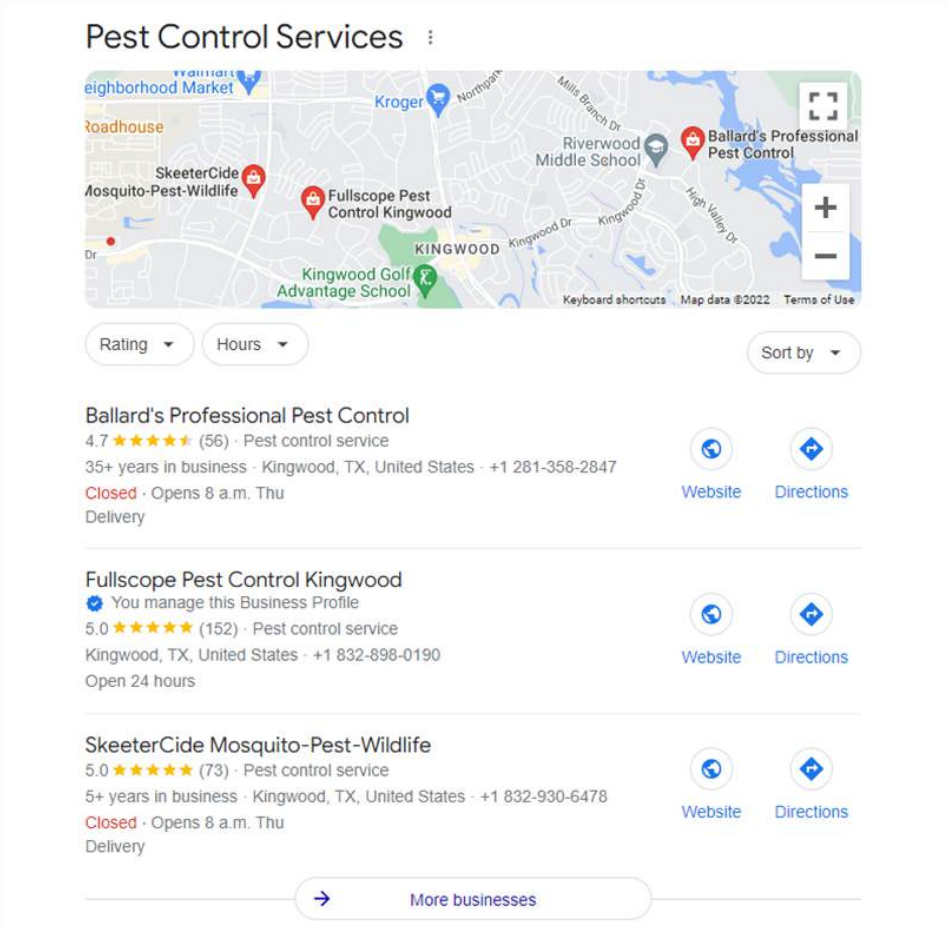 Pest Control Services
Walmart
eighborhood Market
Kroger
Northpar
Mills Branch Dr
Roadhouse
Riverwood
Middle School
Ballard's Professional
Pest Control
SkeeterCide
Mosquito-Pest-Wildlife
Fullscope Pest
Control Kingwood
High Valley Dr
Kingwood Dr
Kingwood Dr
KINGWOOD
Dr
Kingwood Golf
Advantage School
Keyboard shortcuts Map data ©2022 Terms of Use
Rating Hours Sort by
Ballard's Professional Pest Control
4.7 (56) · Pest control service
35+ years in business · Kingwood, TX, United States · +1 281-358-2847
Closed · Opens 8 a.m. Thu
Delivery
Website Directions
Fullscope Pest Control Kingwood
You manage this Business Profile
5.0 (152) · Pest control service
Kingwood, TX, United States · +1 832-898-0190
Open 24 hours
Website Directions
SkeeterCide Mosquito-Pest-Wildlife
5.0 (73) · Pest control service
5+ years in business · Kingwood, TX, United States · +1 832-930-6478
Closed · Opens 8 a.m. Thu
Delivery
Website Directions
More businesses